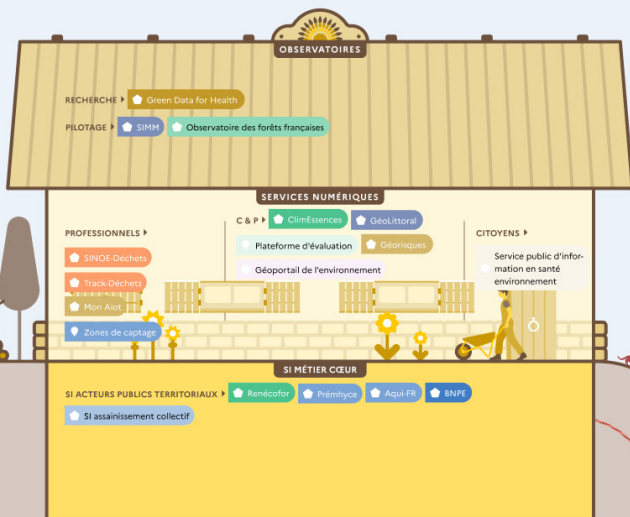 OBSERVATOIRES
RECHERCHE
Green Data for Health
PILOTAGE
SIMM
Observatoire des forêts françaises
SERVICES NUMÉRIQUES
PROFESSIONNELS
SINOE-Déchets
Track-Déchets
Mon Aiot
Zones de captage
C & P
ClimEssences
GéoLittoral
Plateforme d'évaluation
Géorisques
Géoportail de l'environnement
CITOYENS
Service public d'infor-
mation en santé
environnement
SI MÉTIER CŒUR
SI ACTEURS PUBLICS TERRITORIAUX
Renécofor
Prémhyce
Aqui-FR
BNPE
SI assainissement collectif